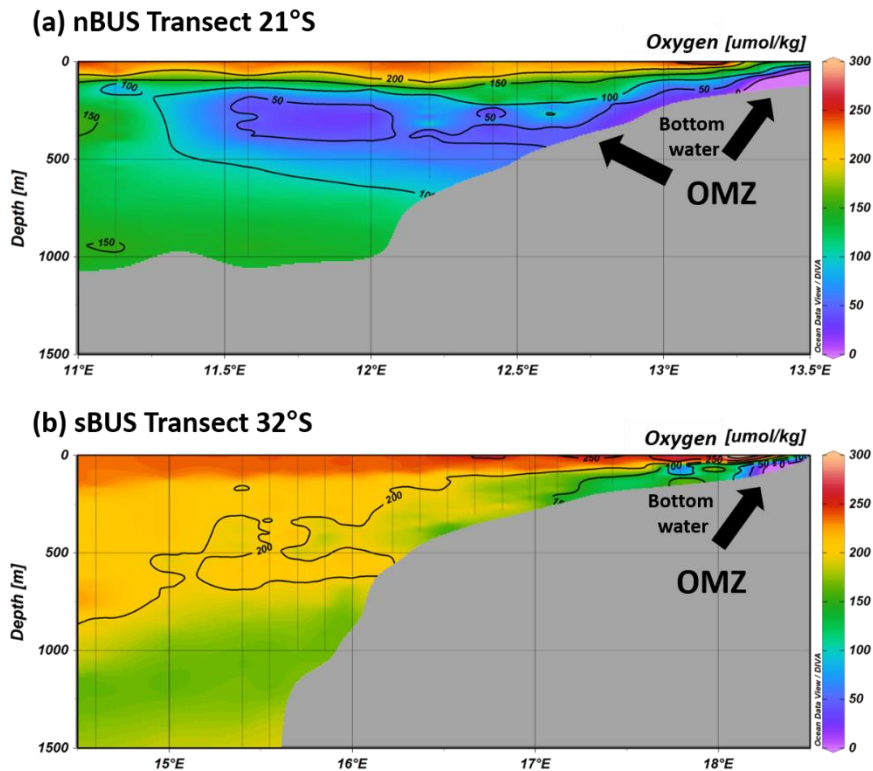 (a) nBUS Transect 21°S
Oxygen [umol/kg]
0
500
1000
1500
Depth [m]
11°E
11.5°E
12°E
12.5°E
13°E
13.5°E
100
200
150
100
50
0
150
50
50
100
150
Bottom
water
OMZ
300
250
200
150
100
50
0
Ocean Data View / DIVA
(b) sBUS Transect 32°S
Oxygen [umol/kg]
0
500
1000
1500
Depth [m]
15°E
16°E
17°E
18°E
250
250
100
50
200
200
Bottom
water
OMZ
300
250
200
150
100
50
0
Ocean Data View / DIVA